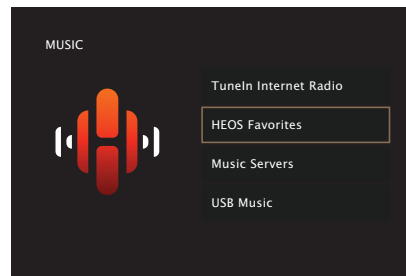 MUSIC
TuneIn Internet Radio
HEOS Favorites
Music Servers
USB Music